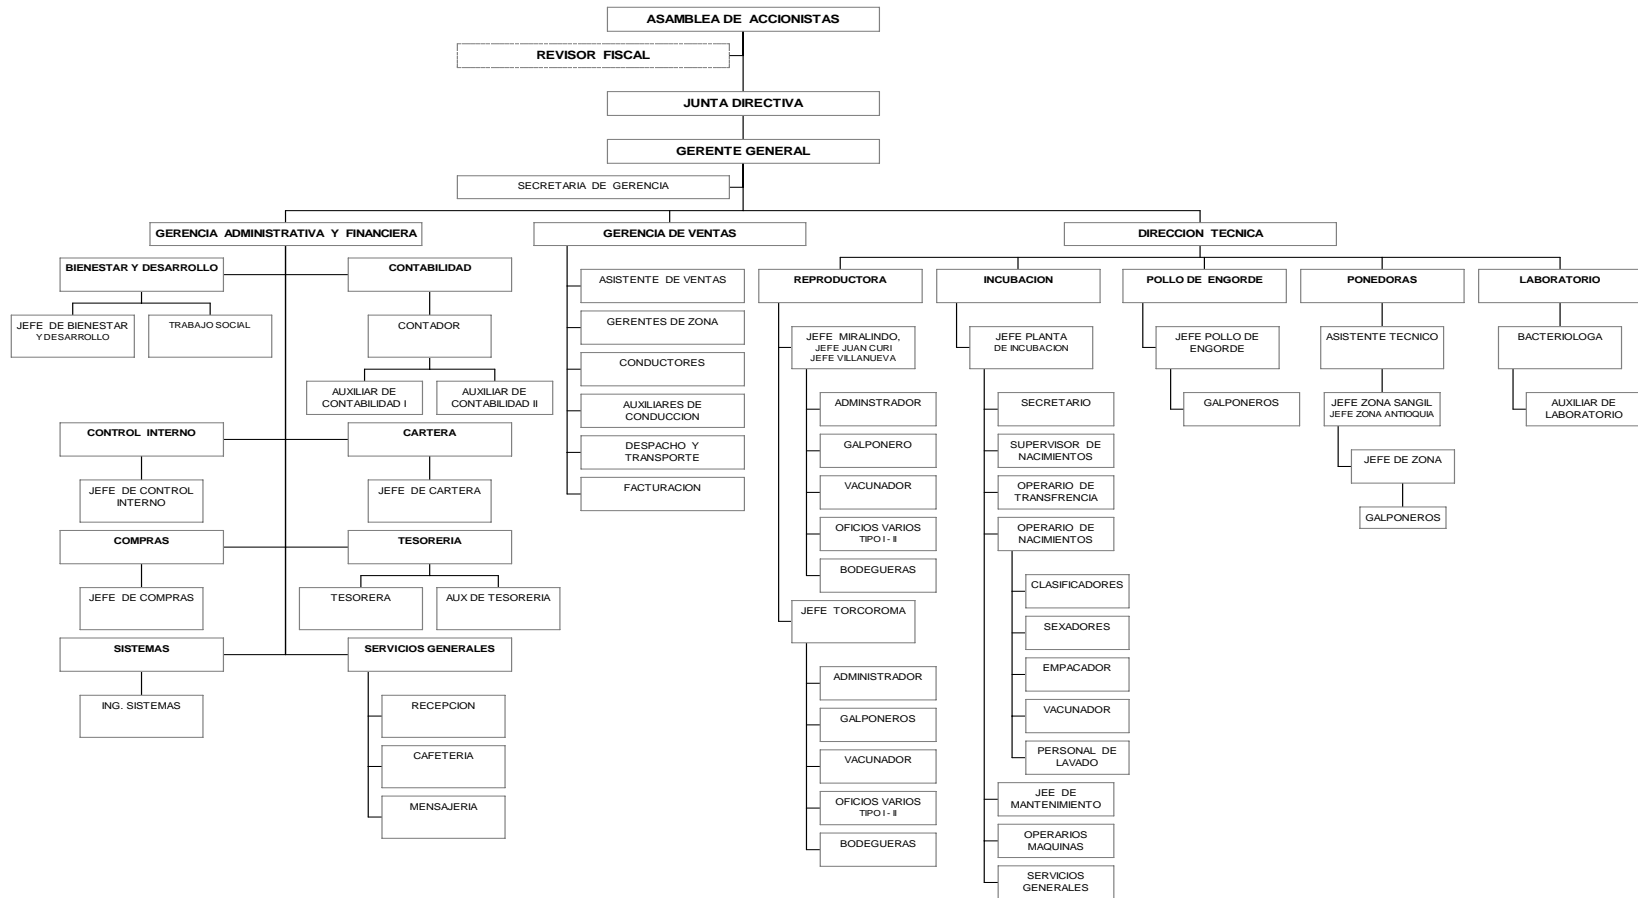 ASAMBLEA DE ACCIONISTAS
REVISOR FISCAL
JUNTA DIRECTIVA
GERENTE GENERAL
SECRETARIA DE GERENCIA
GERENCIA ADMINISTRATIVA Y FINANCIERA
BIENESTAR Y DESARROLLO
JEFE DE BIENESTAR
Y DESARROLLO
TRABAJO SOCIAL
CONTABILIDAD
CONTADOR
AUXILIAR DE
CONTABILIDAD I
AUXILIAR DE
CONTABILIDAD II
CONTROL INTERNO
JEFE DE CONTROL
INTERNO
CARTERA
JEFE DE CARTERA
COMPRAS
JEFE DE COMPRAS
TESORERIA
TESORERA
AUX DE TESORERIA
SISTEMAS
ING. SISTEMAS
SERVICIOS GENERALES
RECEPCION
CAFETERIA
MENSAJERIA
GERENCIA DE VENTAS
ASISTENTE DE VENTAS
GERENTES DE ZONA
CONDUCTORES
AUXILIARES DE
CONDUCCION
DESPACHO Y
TRANSPORTE
FACTURACION
DIRECCION TECNICA
REPRODUCTORA
JEFE MIRALINDO,
JEFE JUAN CURI
JEFE VILLANUEVA
ADMINSTRADOR
GALPONERO
VACUNADOR
OFICIOS VARIOS
TIPO I - II
BODEGUERAS
JEFE TORCOROMA
ADMINISTRADOR
GALPONEROS
VACUNADOR
OFICIOS VARIOS
TIPO I - II
BODEGUERAS
INCUBACION
JEFE PLANTA
DE INCUBACION
SECRETARIO
SUPERVISOR DE
NACIMIENTOS
OPERARIO DE
TRANSFRENCIA
OPERARIO DE
NACIMIENTOS
CLASIFICADORES
SEXADORES
EMPACADOR
VACUNADOR
PERSONAL DE
LAVADO
JEE DE
MANTENIMIENTO
OPERARIOS
MAQUINAS
SERVICIOS
GENERALES
POLLO DE ENGORDE
JEFE POLLO DE
ENGORDE
GALPONEROS
PONEDORAS
ASISTENTE TECNICO
JEFE ZONA SANGIL
JEFE ZONA ANTIOQUIA
JEFE DE ZONA
GALPONEROS
LABORATORIO
BACTERIOLOGA
AUXILIAR DE
LABORATORIO